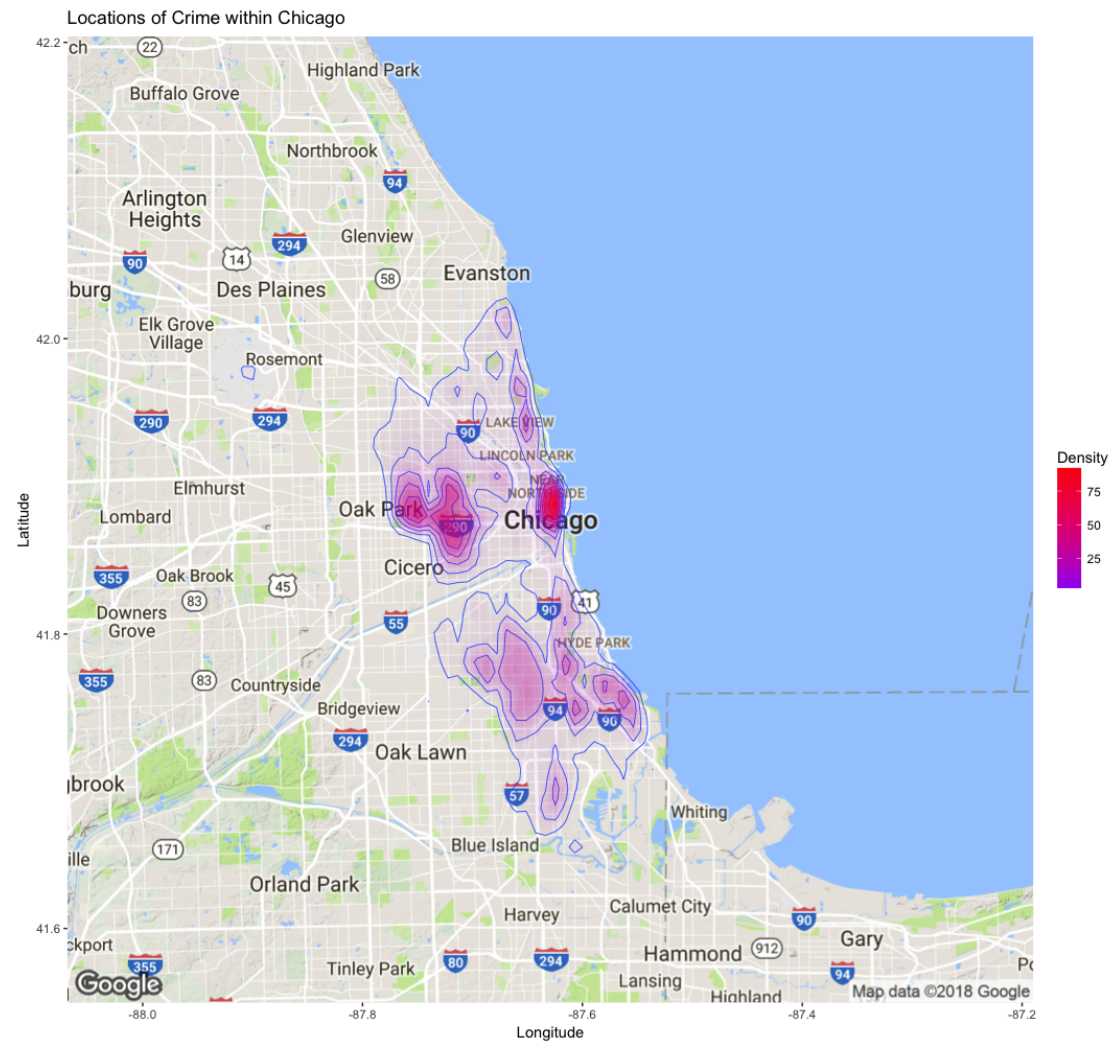 Locations of Crime within Chicago
42.2
ch
22
Highland Park
Buffalo Grove
Northbrook
94
Arlington
Heights
Glenview
294
14
90
58
Evanston
burg
Des Plaines
Elk Grove
Village
42.0
Rosemont
290
294
90
LAKE VIEW
LINCOLN PARK
Density
Elmhurst
NEAR
NORTH SIDE
75
Oak Park
Lombard
290
Chicago
50
Latitude
25
Cicero
355
Oak Brook
45
83
41
90
Downers
Grove
55
41.8
HYDE PARK
355
83
Countryside
Bridgeview
94
90
294
Oak Lawn
gbrook
57
Whiting
171
Blue Island
ille
Orland Park
Calumet City
Harvey
90
41.6
ckport
912
Gary
Hammond
355
Tinley Park
80
294
94
Po
Lansing
Google
Highland
Map data ©2018 Google
-88.0
-87.8
-87.6
-87.4
-87.2
Longitude